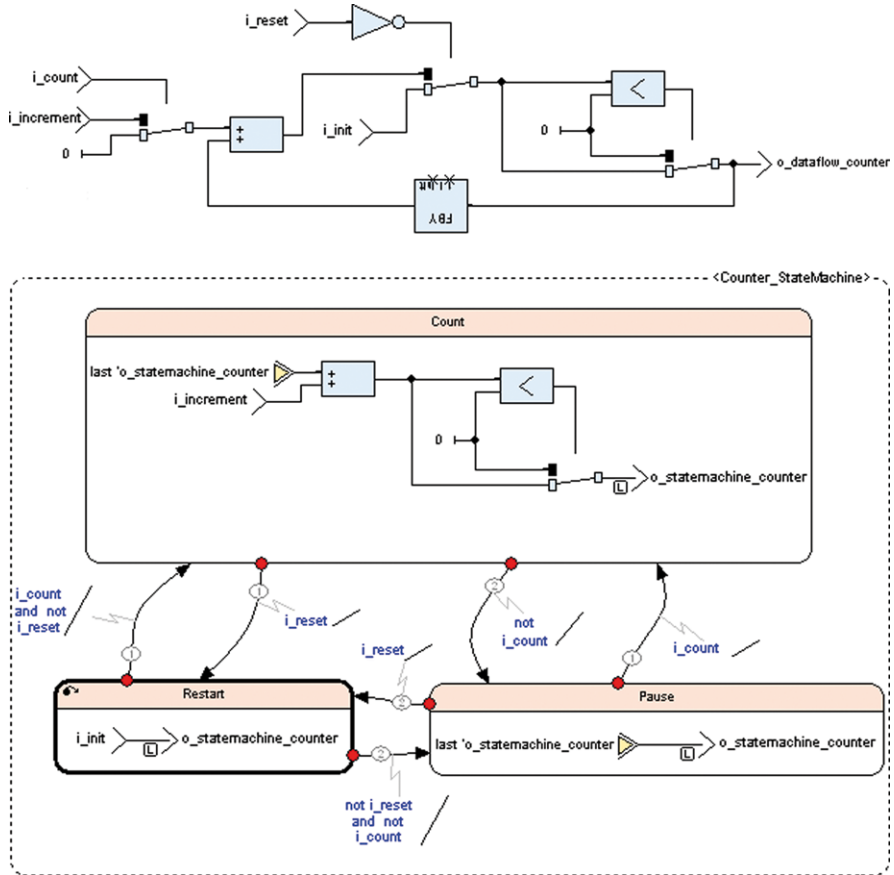 i_reset
i_count
i_increment
0
+
+
i_init
<
0
o_dataflow_counter
i_init
FBY
<Counter_StateMachine>
Count
last 'o_statemachine_counter
+
+
i_increment
<
0
L
o_statemachine_counter
i_count
and not
i_reset
1
1
i_reset
2
not
i_count
1
i_count
i_reset
2
Restart
i_init
L
o_statemachine_counter
2
not i_reset
and not
i_count
Pause
last 'o_statemachine_counter
L
o_statemachine_counter